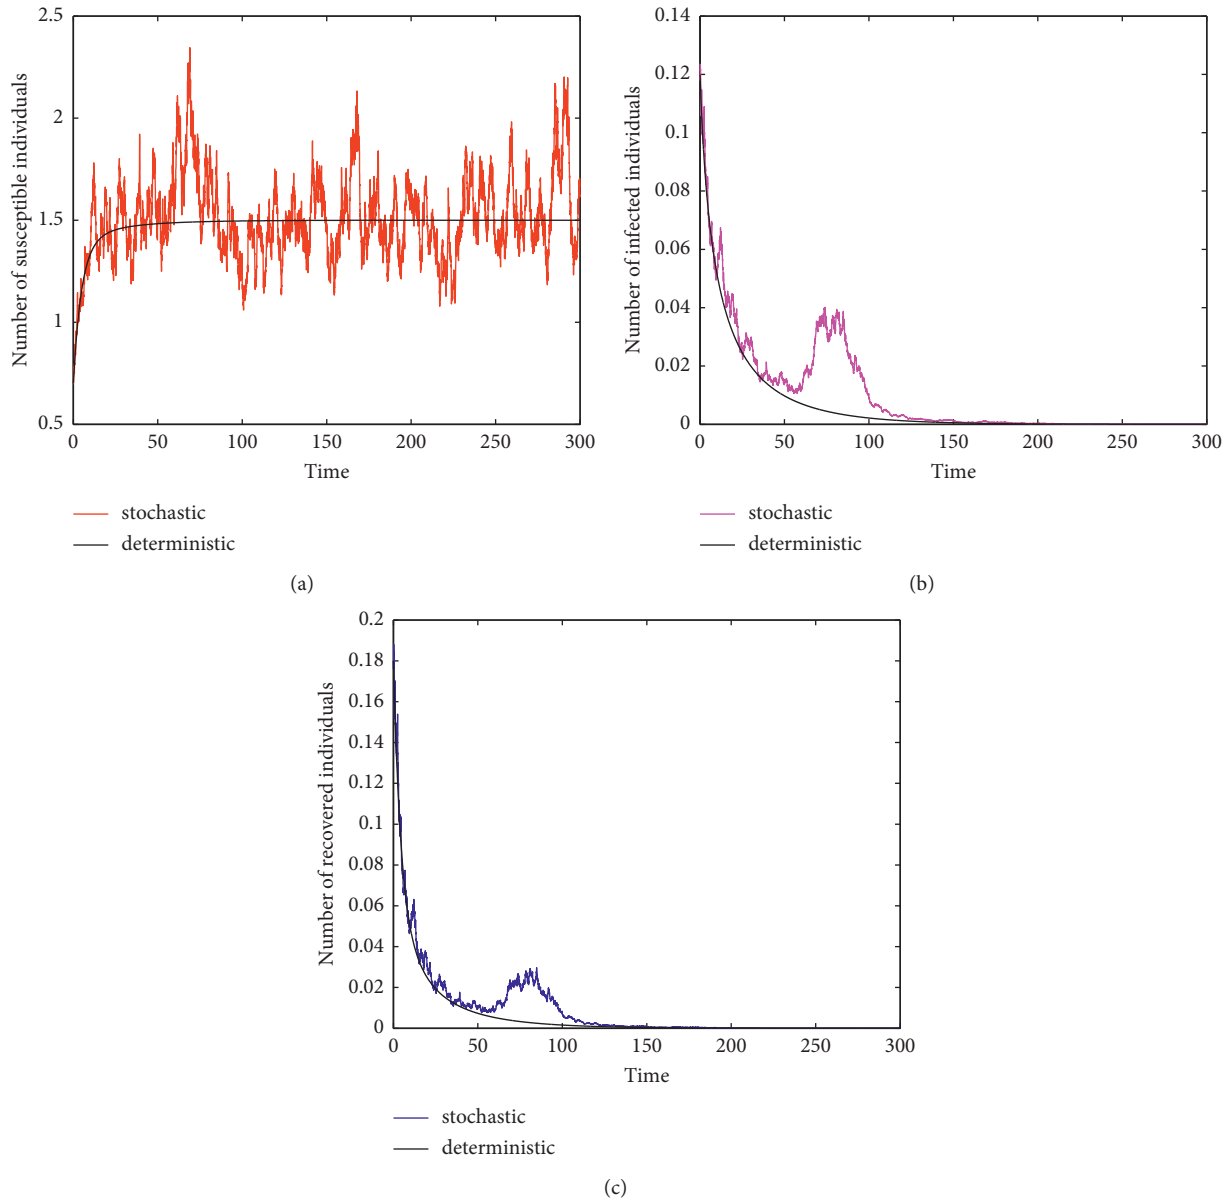 Number of susceptible individuals
2.5
2
1.5
1
0.5
0 50 100 150 200 250 300
Time
stochastic
deterministic
(a)
Number of infected individuals
0.14
0.12
0.1
0.08
0.06
0.04
0.02
0
0 50 100 150 200 250 300
Time
stochastic
deterministic
(b)
Number of recovered individuals
0.2
0.18
0.16
0.14
0.12
0.1
0.08
0.06
0.04
0.02
0
0 50 100 150 200 250 300
Time
stochastic
deterministic
(c)